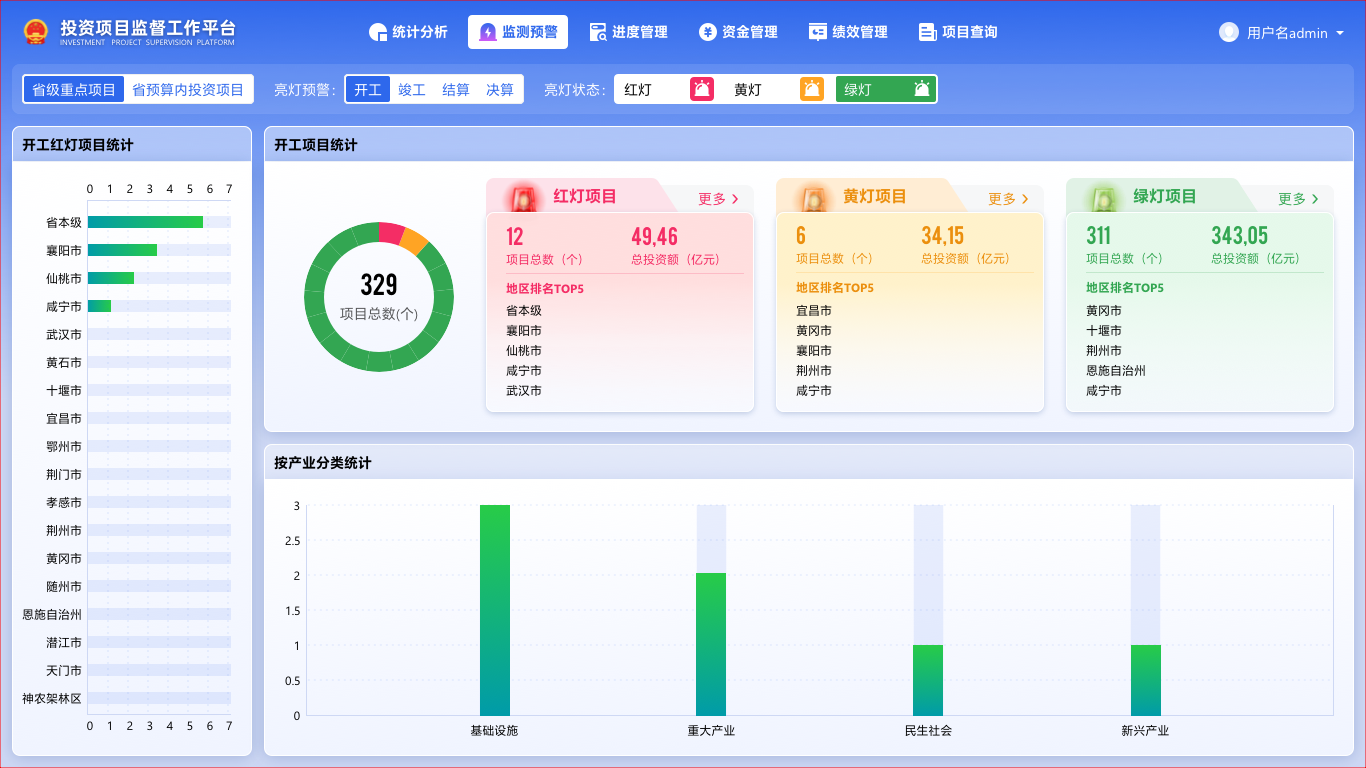 投资项目监督工作平台
INVESTMENT PROJECT SUPERVISION PLATFORM
统计分析
监测预警
进度管理
资金管理
绩效管理
项目查询
用户名admin
省级重点项目
省预算内投资项目
亮灯预警:
开工
竣工
结算
决算
亮灯状态:
红灯
黄灯
绿灯
开工红灯项目统计
0 1 2 3 4 5 6 7
省本级
襄阳市
仙桃市
咸宁市
武汉市
黄石市
十堰市
宜昌市
鄂州市
荆门市
孝感市
荆州市
黄冈市
随州市
恩施自治州
潜江市
天门市
神农架林区
0 1 2 3 4 5 6 7
开工项目统计
329
项目总数(个)
红灯项目
更多
12
49,46
项目总数（个）
总投资额（亿元）
地区排名TOP5
省本级
襄阳市
仙桃市
咸宁市
武汉市
黄灯项目
更多
6
34,15
项目总数（个）
总投资额（亿元）
地区排名TOP5
宜昌市
黄冈市
襄阳市
荆州市
咸宁市
绿灯项目
更多
311
343,05
项目总数（个）
总投资额（亿元）
地区排名TOP5
黄冈市
十堰市
荆州市
恩施自治州
咸宁市
按产业分类统计
3
2.5
2
1.5
1
0.5
0
基础设施
重大产业
民生社会
新兴产业